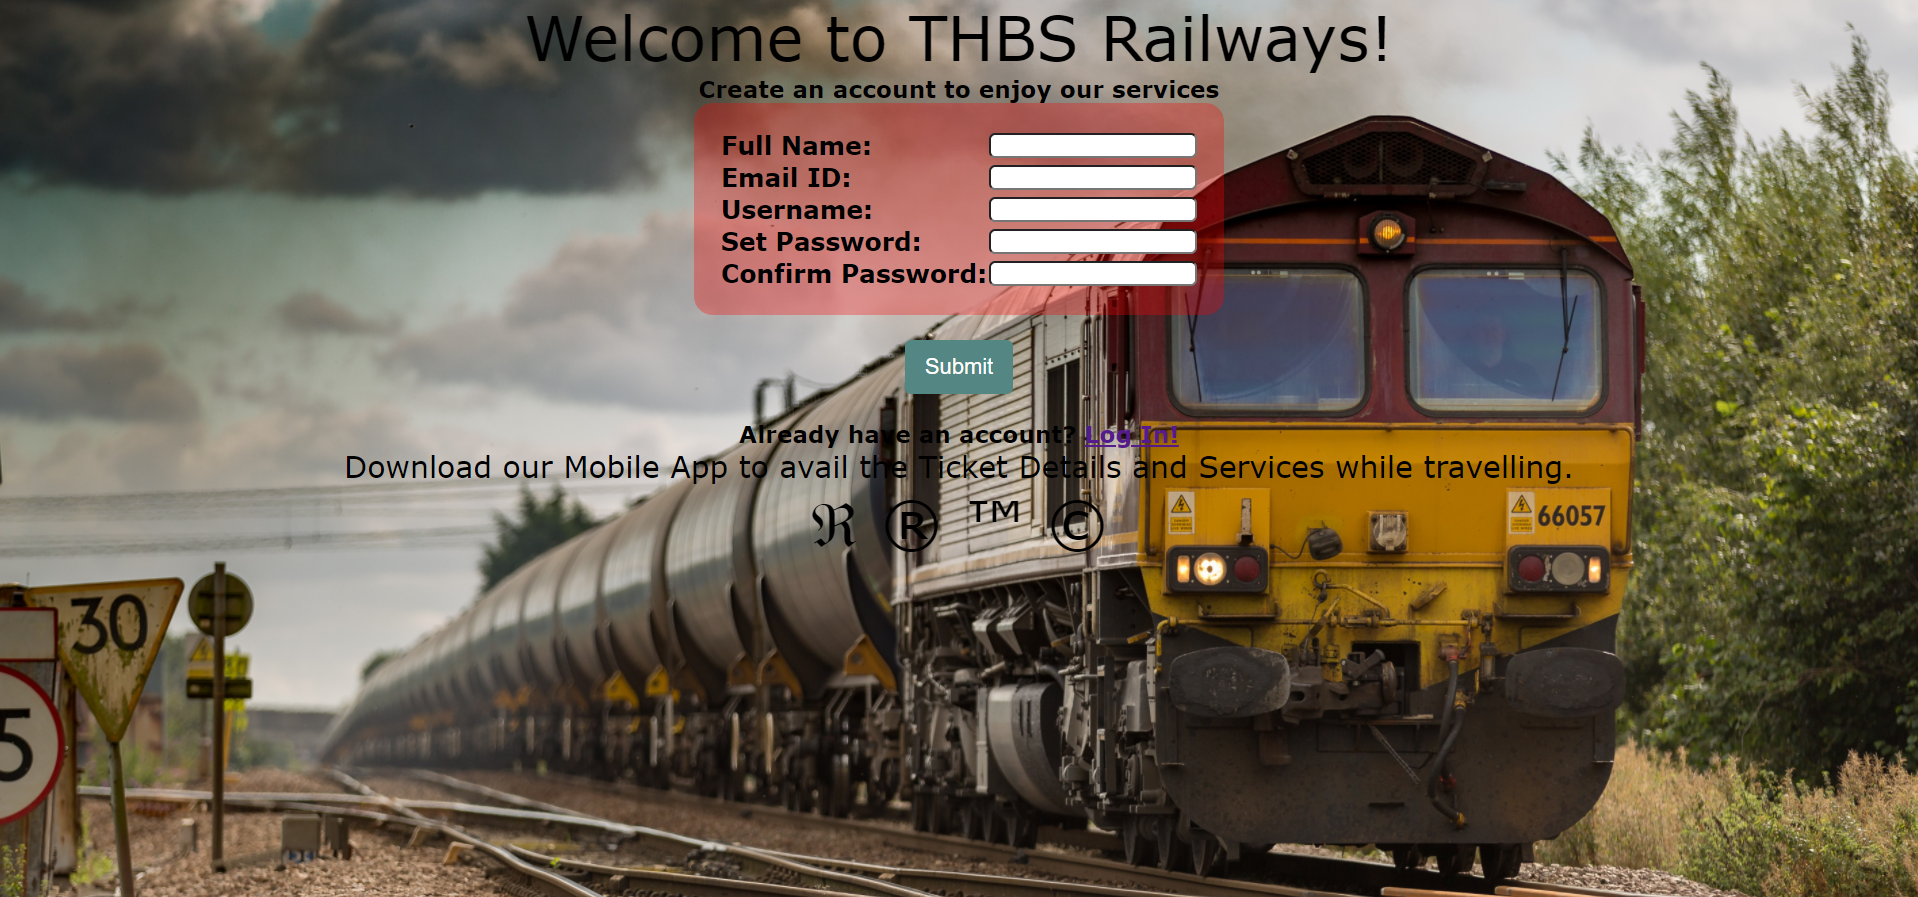 Welcome to THBS Railways!
Create an account to enjoy our services
Full Name:
Email ID:
Username:
Set Password:
Confirm Password:
Submit
Already have an account? Log In!
Download our Mobile App to avail the Ticket Details and Services while travelling.
ℜ ® ™ ©
66057
30
5